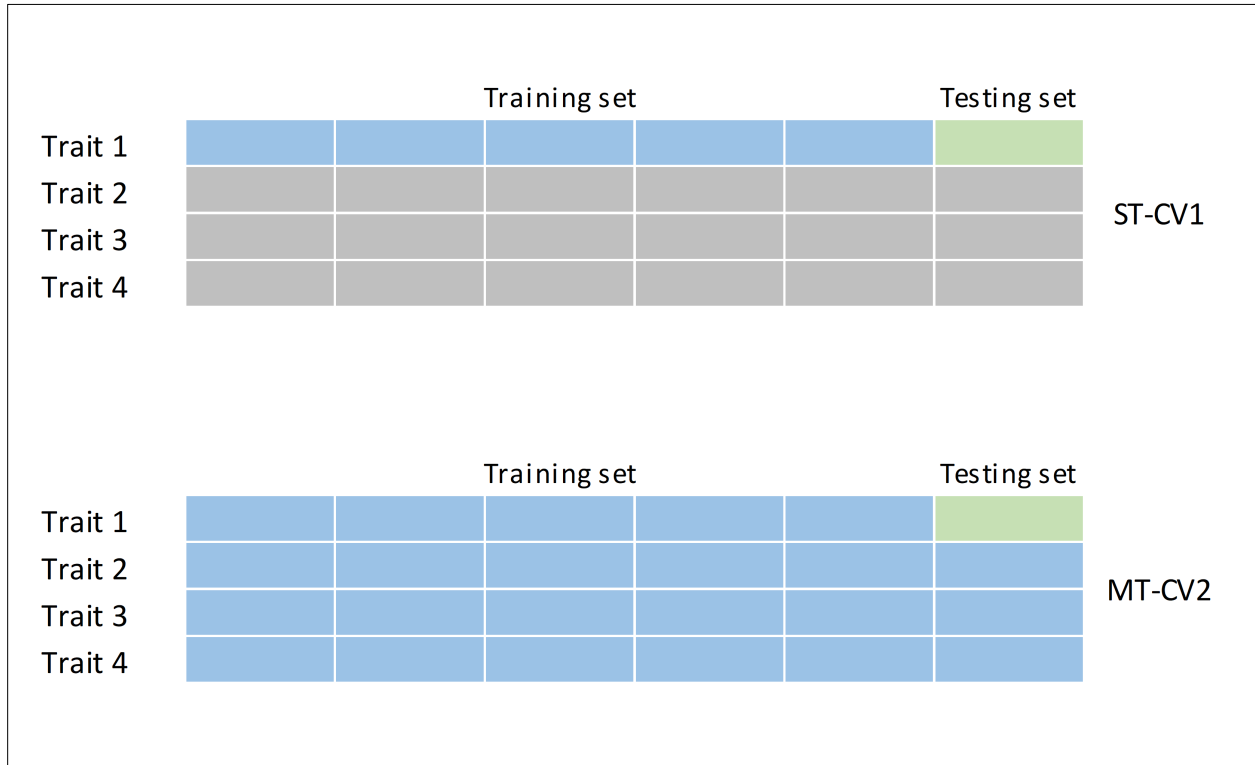 Training set Testing set
Trait 1
Trait 2
Trait 3
Trait 4
ST-CV1
Training set Testing set
Trait 1
Trait 2
Trait 3
Trait 4
MT-CV2